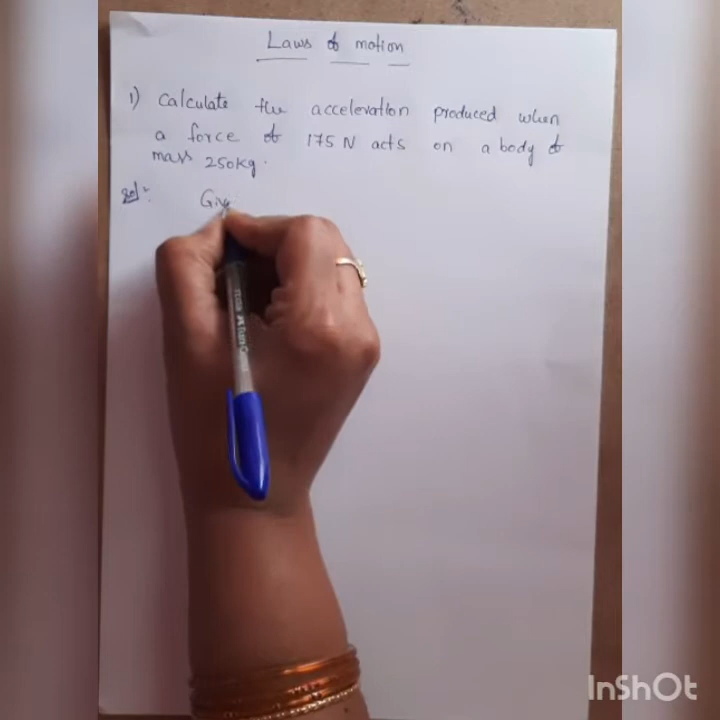 Laws of motion
1) Calculate the acceleration produced when
a force of 175 N acts on a body of
mass 250kg.
Sol:- Giv
InShOt